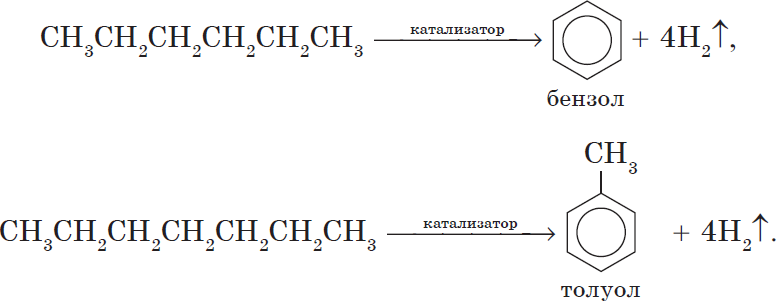 CH₃CH₂CH₂CH₂CH₂CH₃ катализатор → + 4H₂↑,
бензол
CH₃
CH₃CH₂CH₂CH₂CH₂CH₂CH₃ катализатор → + 4H₂↑.
толуол